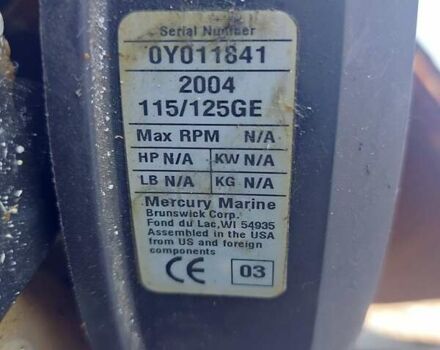 Serial Number
0Y011841
2004
115/125GE
Max RPM N/A
HP N/A KW N/A
LB N/A KG N/A
Mercury Marine
Brunswick Corp.
Fond du Lac,WI 54935
Assembled in the USA
from US and foreign
components
CE 03